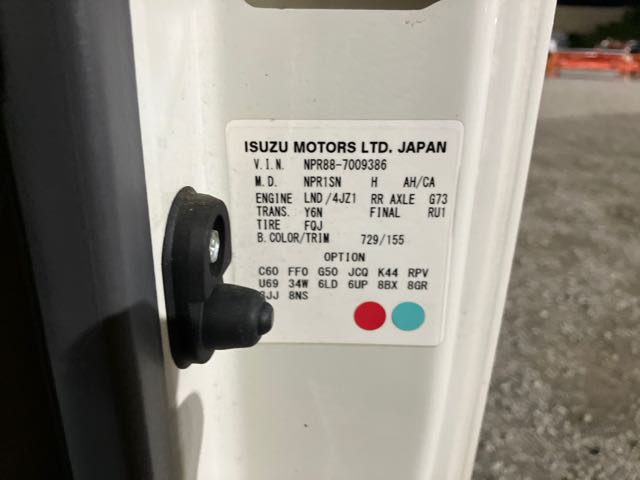 ISUZU MOTORS LTD. JAPAN
V.I.N. NPR88-7009386
M.D. NPR1SN H AH/CA
ENGINE LND/4JZ1 RR AXLE G73
TRANS. Y6N FINAL RU1
TIRE FQJ
B.COLOR/TRIM 729/155
OPTION
C60 FF0 G50 JCQ K44 RPV
U69 34W 6LD 6UP 8BX 8GR
8NS